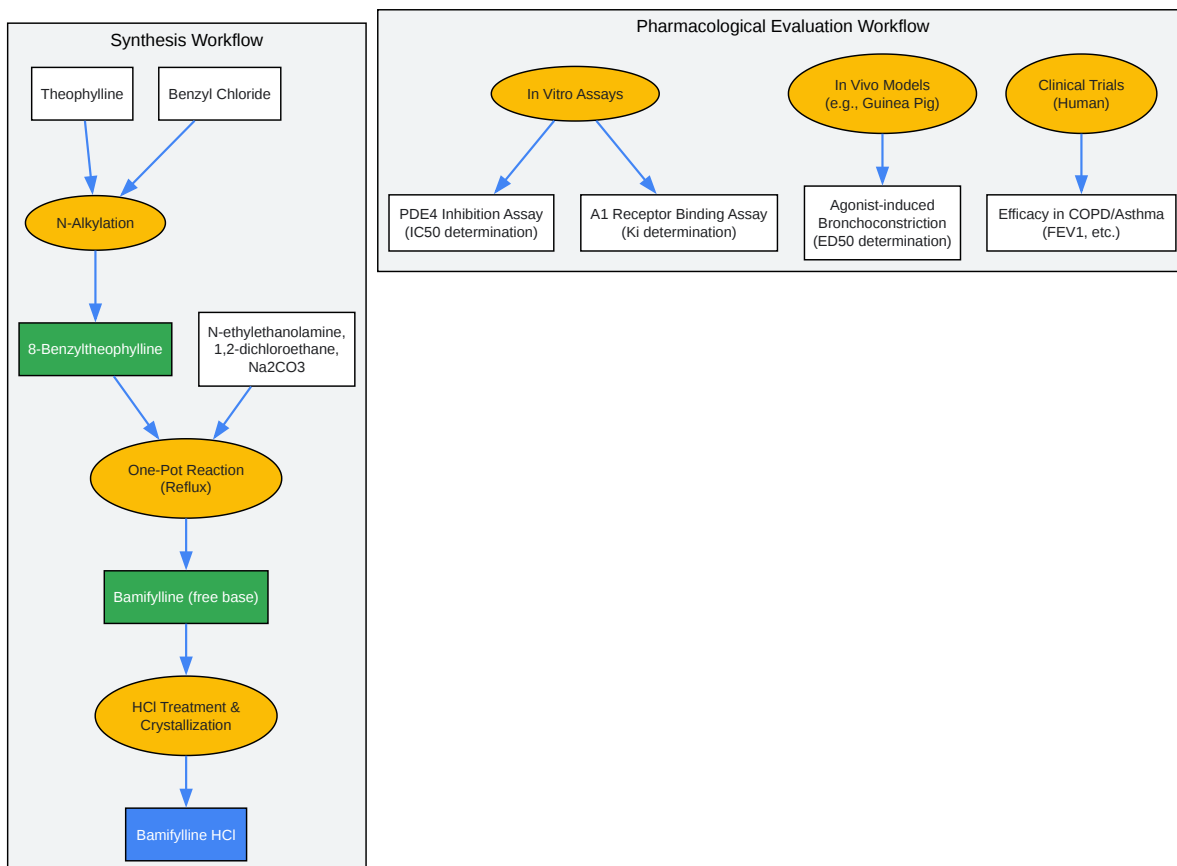 Synthesis Workflow
Theophylline
Benzyl Chloride
N-Alkylation
8-Benzyltheophylline
N-ethylethanolamine,
1,2-dichloroethane,
Na2CO3
One-Pot Reaction
(Reflux)
Bamifylline (free base)
HCl Treatment &
Crystallization
Bamifylline HCl
Pharmacological Evaluation Workflow
In Vitro Assays
In Vivo Models
(e.g., Guinea Pig)
Clinical Trials
(Human)
PDE4 Inhibition Assay
(IC50 determination)
A1 Receptor Binding Assay
(Ki determination)
Agonist-induced
Bronchoconstriction
(ED50 determination)
Efficacy in COPD/Asthma
(FEV1, etc.)